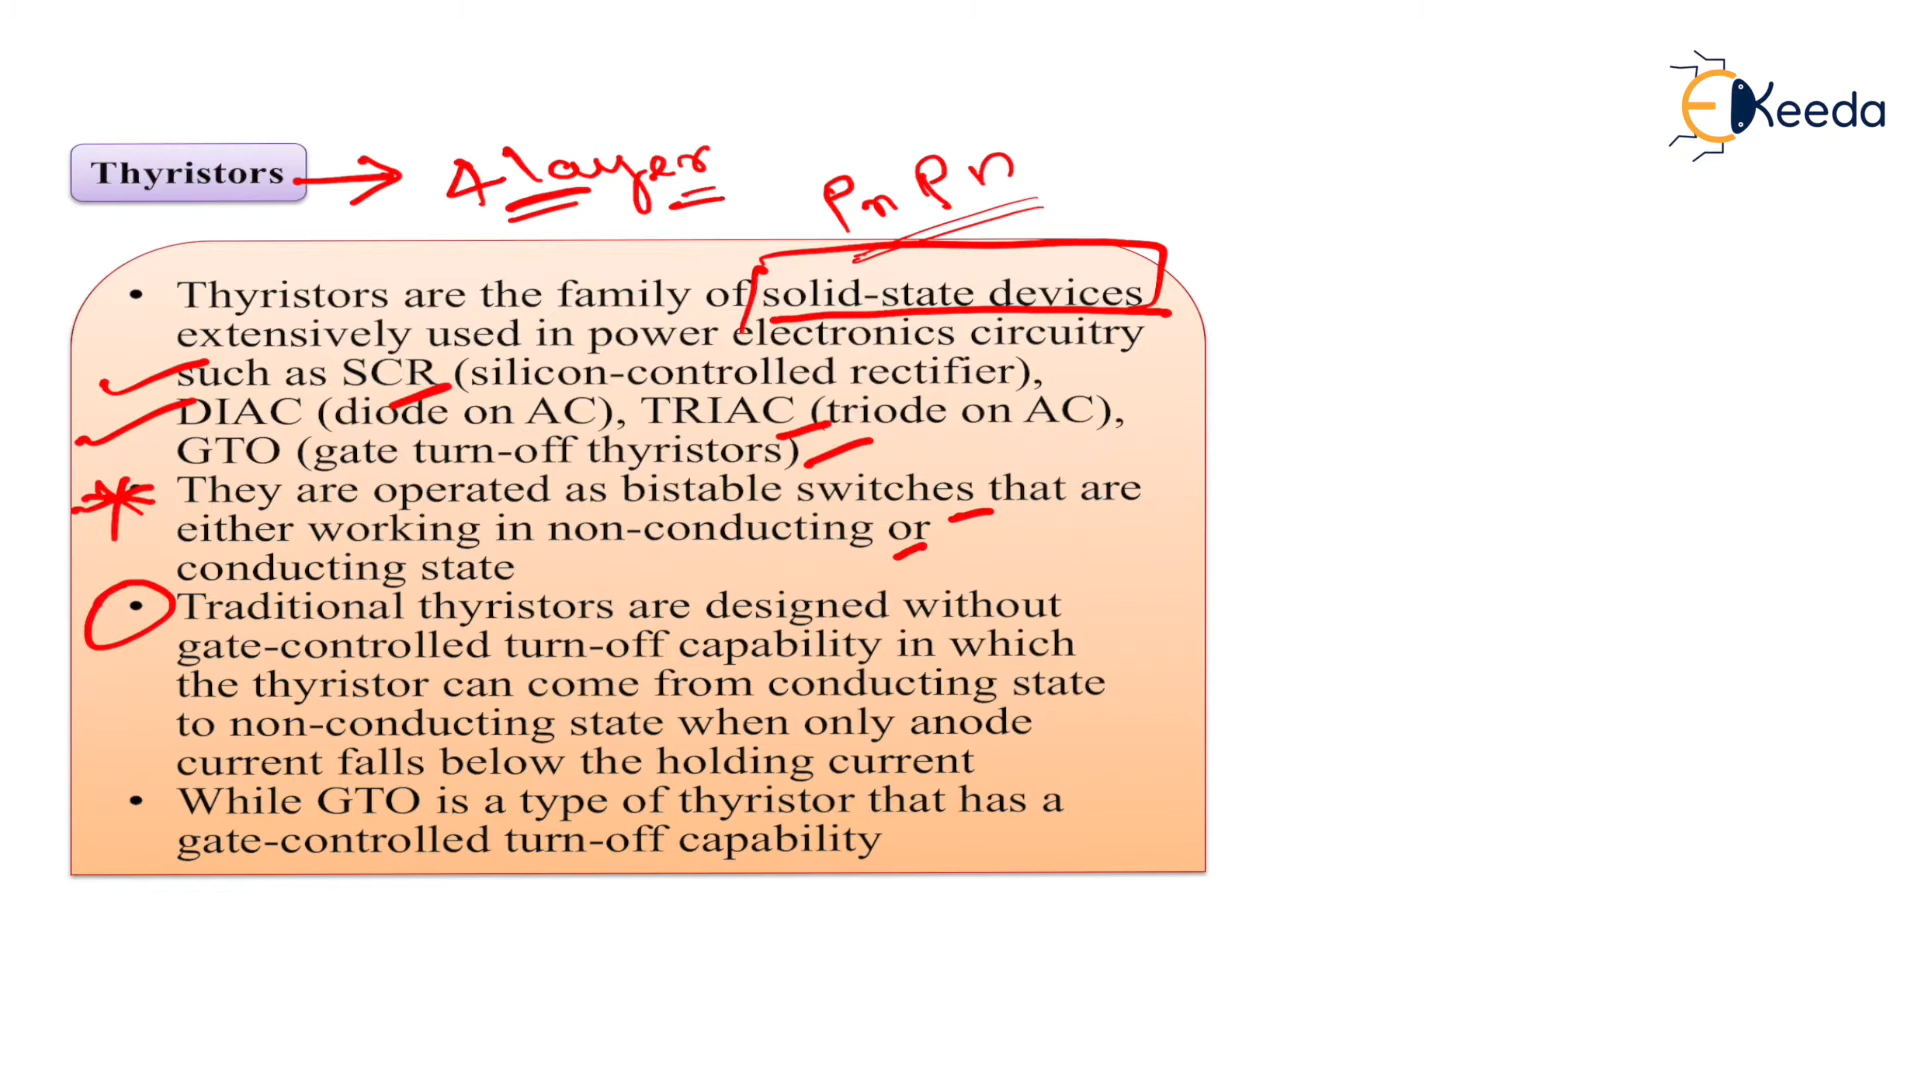 EKeeda
Thyristors → 4 layer PnPn
• Thyristors are the family of solid-state devices
extensively used in power electronics circuitry
such as SCR (silicon-controlled rectifier),
DIAC (diode on AC), TRIAC (triode on AC),
GTO (gate turn-off thyristors)
• They are operated as bistable switches that are
either working in non-conducting or
conducting state
• Traditional thyristors are designed without
gate-controlled turn-off capability in which
the thyristor can come from conducting state
to non-conducting state when only anode
current falls below the holding current
• While GTO is a type of thyristor that has a
gate-controlled turn-off capability